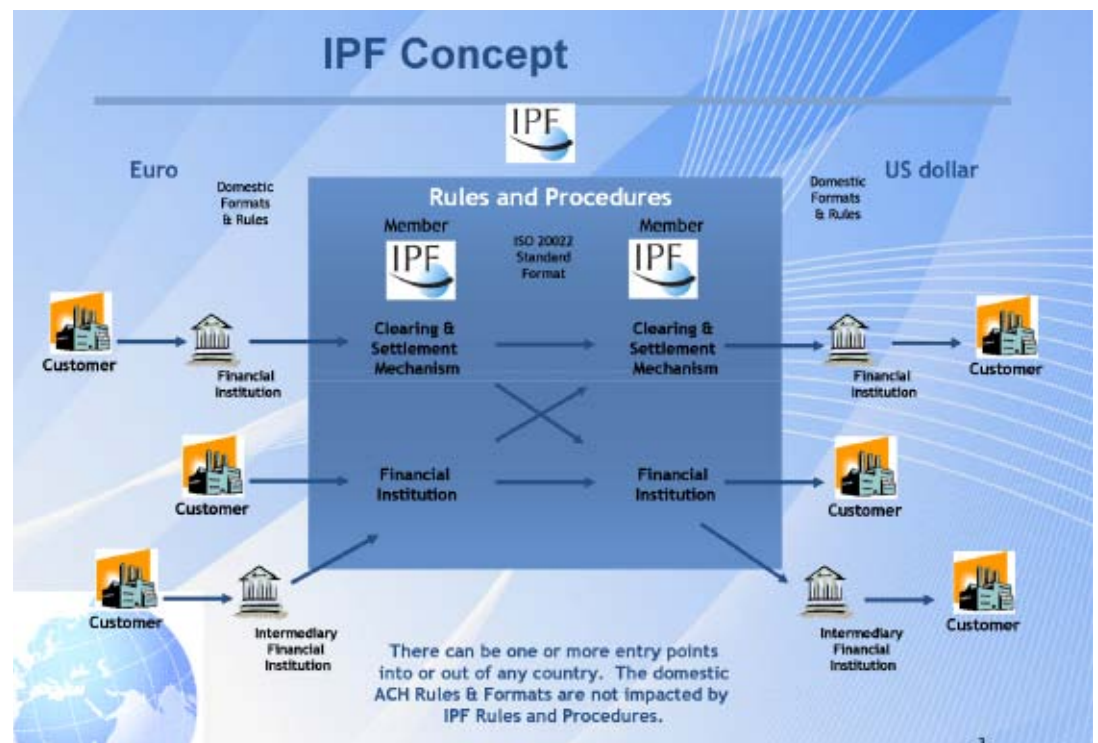 IPF Concept
IPF
Euro
US dollar
Domestic
Formats
& Rules
Domestic
Formats
& Rules
Rules and Procedures
Member
IPF
ISO 20022
Standard
Format
Member
IPF
Customer
Financial
Institution
Clearing &
Settlement
Mechanism
Clearing &
Settlement
Mechanism
Financial
Institution
Customer
Customer
Financial
Institution
Financial
Institution
Customer
Customer
Intermediary
Financial
Institution
Intermediary
Financial
Institution
Customer
There can be one or more entry points
into or out of any country. The domestic
ACH Rules & Formats are not impacted by
IPF Rules and Procedures.